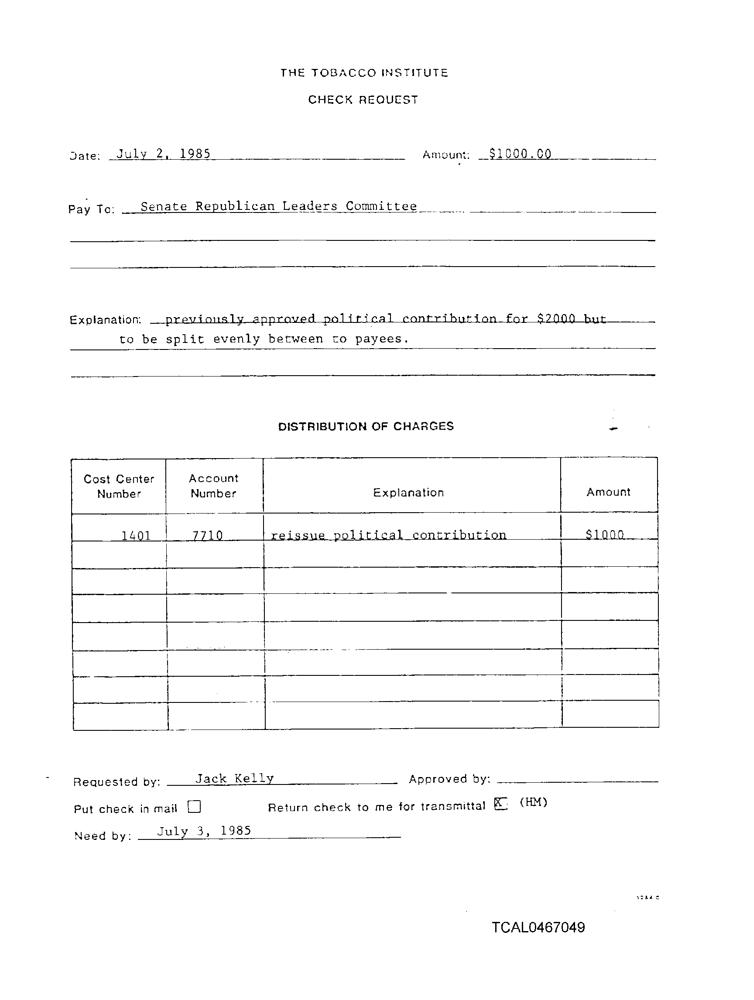 THE TOBACCO INSTITUTE
CHECK REQUEST
Date: July 2, 1985 Amount: $1000.00
Pay To: Senate Republican Leaders Committee
Explanation: previously approved political contribution for $2000 but
to be split evenly between to payees.
DISTRIBUTION OF CHARGES
Cost Center Number Account Number Explanation Amount
1401 7710 reissue political contribution $1000
Requested by: Jack Kelly Approved by:
Put check in mail ☐ Return check to me for transmittal ☒ (HM)
Need by: July 3, 1985
TCAL0467049